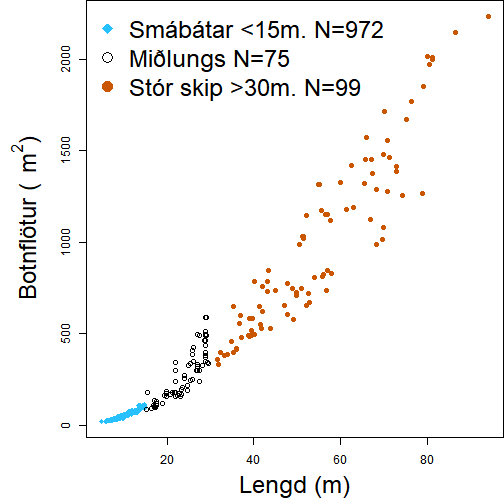 Smábátar <15m. N=972
Miðlungs N=75
Stór skip >30m. N=99
Botnflötur ( m²)
2000
1500
1000
500
0
20 40 60 80
Lengd (m)